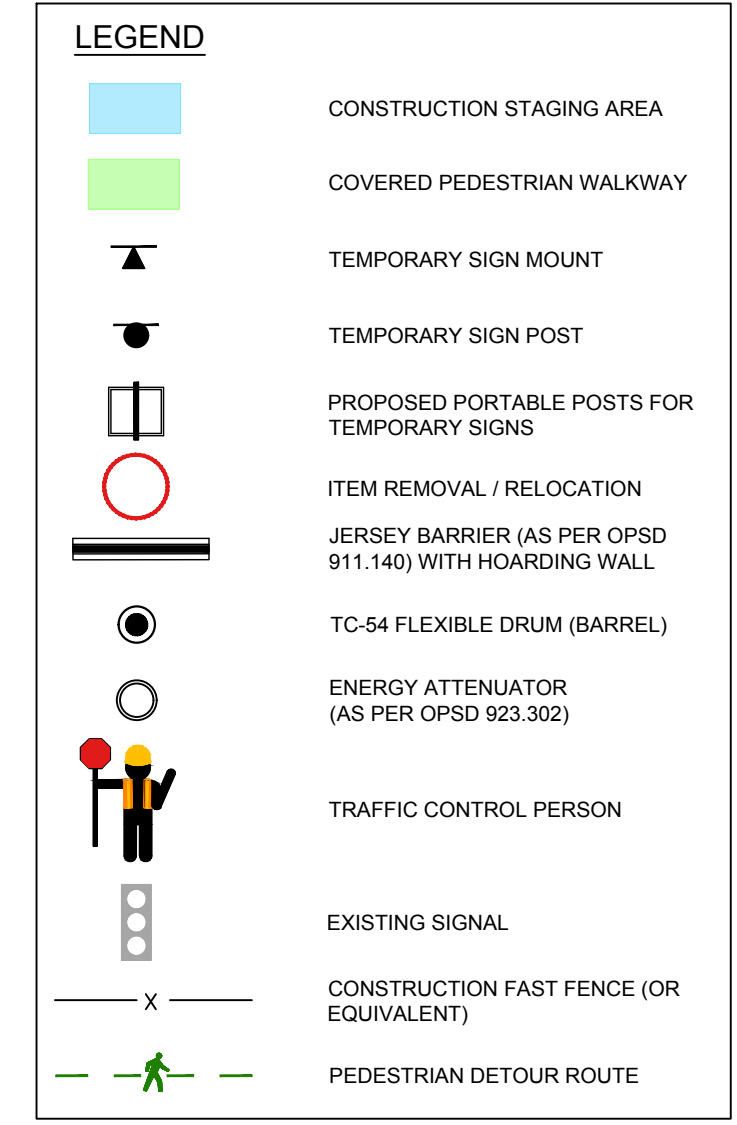 LEGEND
CONSTRUCTION STAGING AREA
COVERED PEDESTRIAN WALKWAY
TEMPORARY SIGN MOUNT
TEMPORARY SIGN POST
PROPOSED PORTABLE POSTS FOR
TEMPORARY SIGNS
ITEM REMOVAL / RELOCATION
JERSEY BARRIER (AS PER OPSD
911.140) WITH HOARDING WALL
TC-54 FLEXIBLE DRUM (BARREL)
ENERGY ATTENUATOR
(AS PER OPSD 923.302)
TRAFFIC CONTROL PERSON
EXISTING SIGNAL
X
CONSTRUCTION FAST FENCE (OR
EQUIVALENT)
PEDESTRIAN DETOUR ROUTE